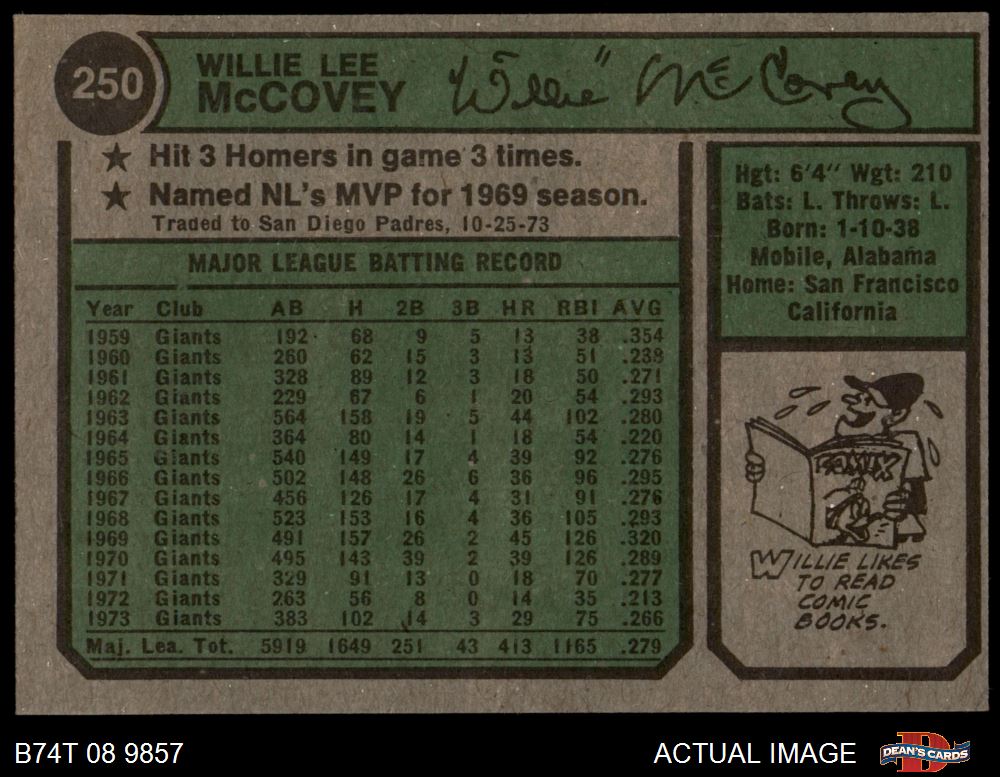 250
WILLIE LEE
McCOVEY
Willie "Mc Covey
★ Hit 3 Homers in game 3 times.
★ Named NL's MVP for 1969 season.
Traded to San Diego Padres, 10-25-73
MAJOR LEAGUE BATTING RECORD
Year Club AB H 2B 3B HR RBI AVG
1959 Giants 192 68 9 5 13 38 .354
1960 Giants 260 62 15 3 13 51 .238
1961 Giants 328 89 12 3 18 50 .271
1962 Giants 229 67 6 1 20 54 .293
1963 Giants 564 158 19 5 44 102 .280
1964 Giants 364 80 14 1 18 54 .220
1965 Giants 540 149 17 4 39 92 .276
1966 Giants 502 148 26 6 36 96 .295
1967 Giants 456 126 17 4 31 91 .276
1968 Giants 523 153 16 4 36 105 .293
1969 Giants 491 157 26 2 45 126 .320
1970 Giants 495 143 39 2 39 126 .289
1971 Giants 329 91 13 0 18 70 .277
1972 Giants 263 56 8 0 14 35 .213
1973 Giants 383 102 14 3 29 75 .266
Maj. Lea. Tot. 5919 1649 251 43 413 1165 .279
Hgt: 6'4" Wgt: 210
Bats: L. Throws: L.
Born: 1-10-38
Mobile, Alabama
Home: San Francisco
California
KOMIX
WILLIE LIKES
TO READ
COMIC
BOOKS.
B74T 08 9857
ACTUAL IMAGE
D
DEAN'S CARDS